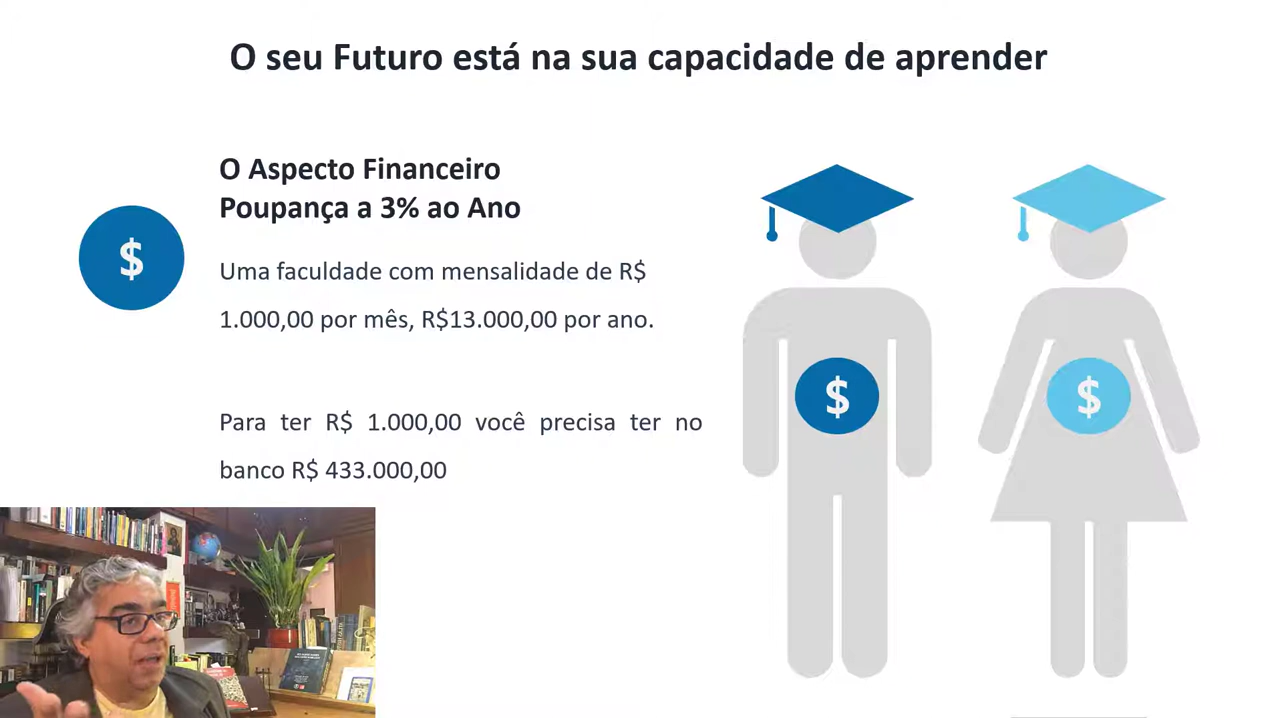 O seu Futuro está na sua capacidade de aprender
O Aspecto Financeiro
Poupança a 3% ao Ano
$
Uma faculdade com mensalidade de R$
1.000,00 por mês, R$13.000,00 por ano.
Para ter R$ 1.000,00 você precisa ter no
banco R$ 433.000,00
$
$